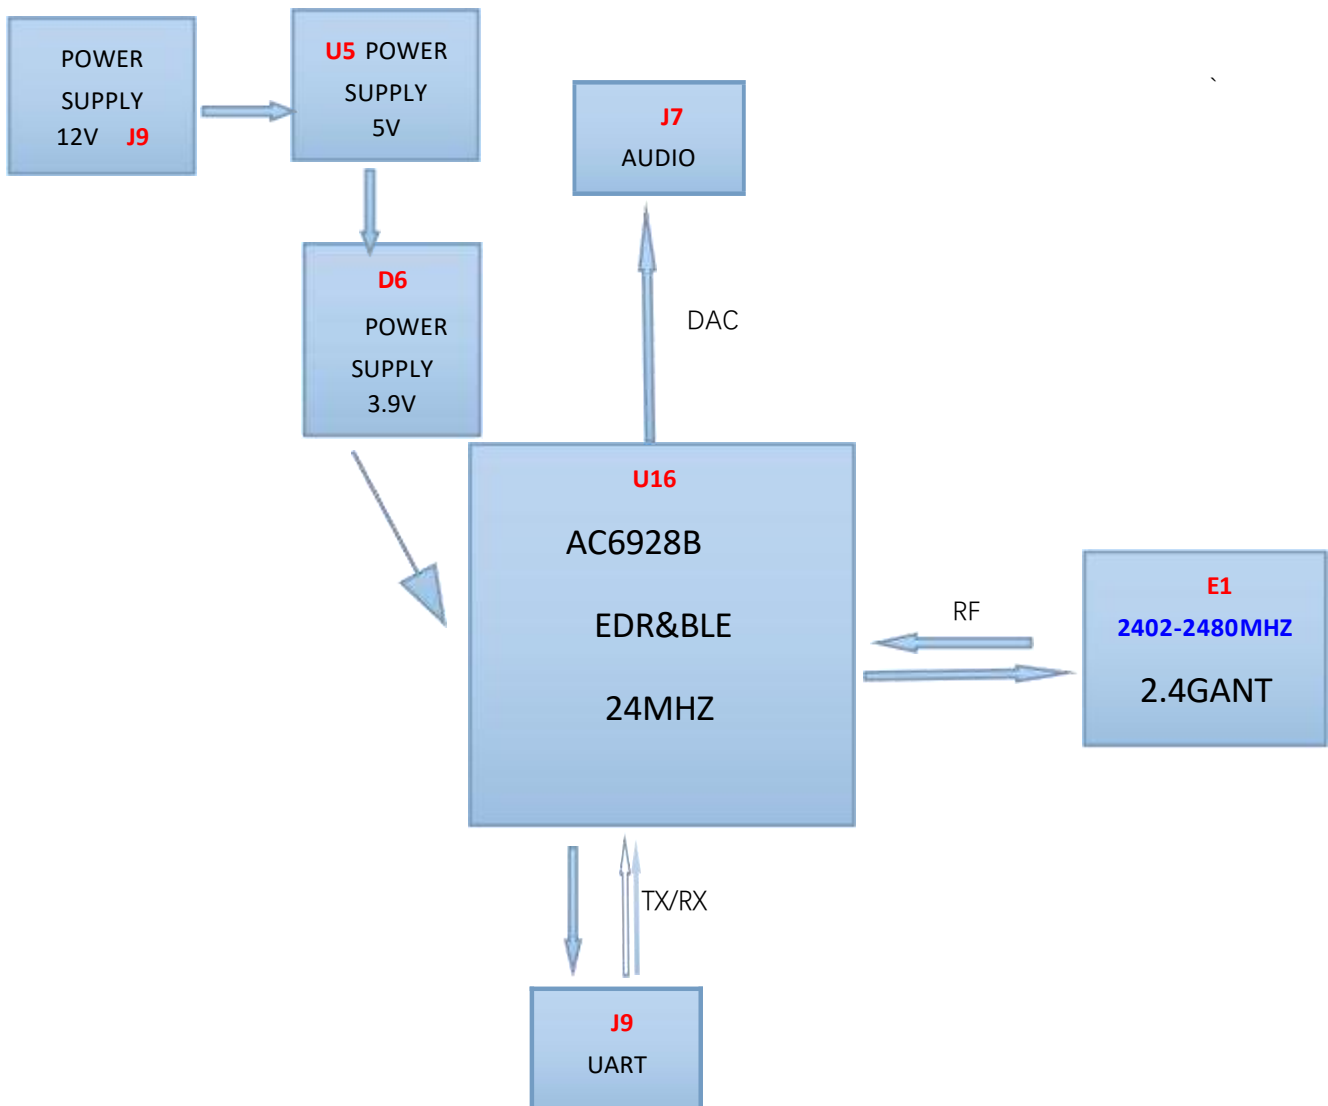 POWER
SUPPLY
12V J9
U5 POWER
SUPPLY
5V
`
J7
AUDIO
D6
POWER
SUPPLY
3.9V
DAC
U16
AC6928B
EDR&BLE
24MHZ
RF
E1
2402-2480MHZ
2.4GANT
TX/RX
J9
UART